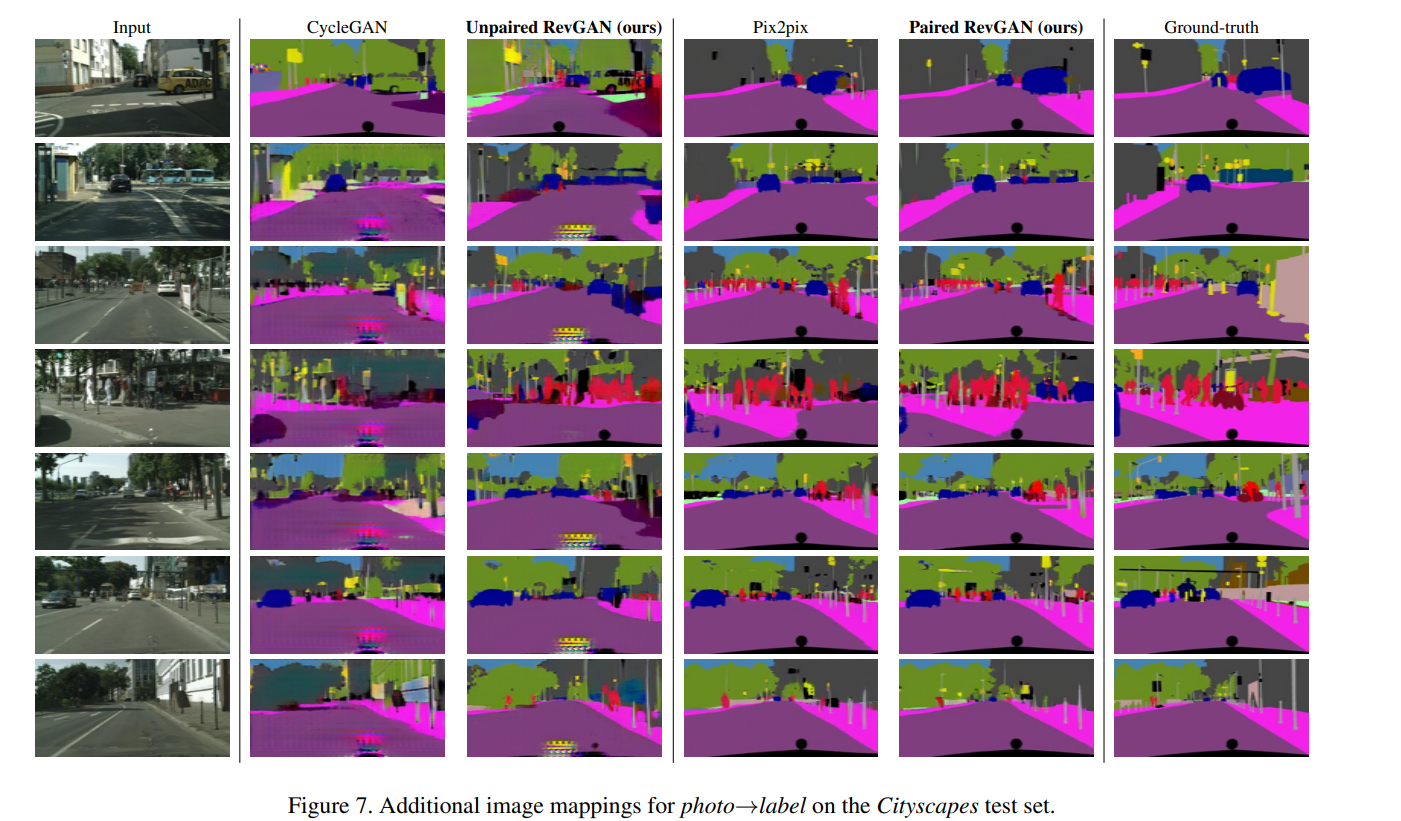 Input CycleGAN Unpaired RevGAN (ours) Pix2pix Paired RevGAN (ours) Ground-truth
ADAC
Figure 7. Additional image mappings for photo→label on the Cityscapes test set.